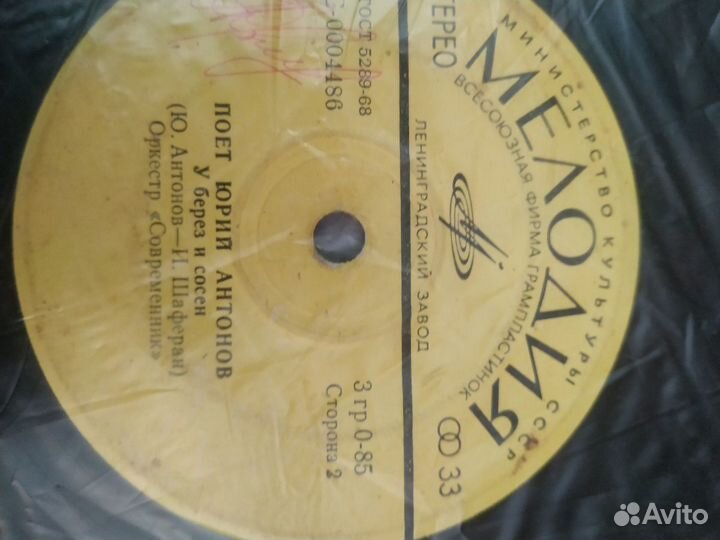 МИНИСТЕРСТВО КУЛЬТУРЫ СССР
МЕЛОДИЯ
ВСЕСОЮЗНАЯ ФИРМА ГРАМПЛАСТИНОК
ЛЕНИНГРАДСКИЙ ЗАВОД
СТЕРЕО
33
ГОСТ 5289-68
С-0004486
3 гр 0-85
Сторона 2
ПОЕТ ЮРИЙ АНТОНОВ
У берез и сосен
(Ю. Антонов—И. Шаферан)
Оркестр «Современник»
Avito